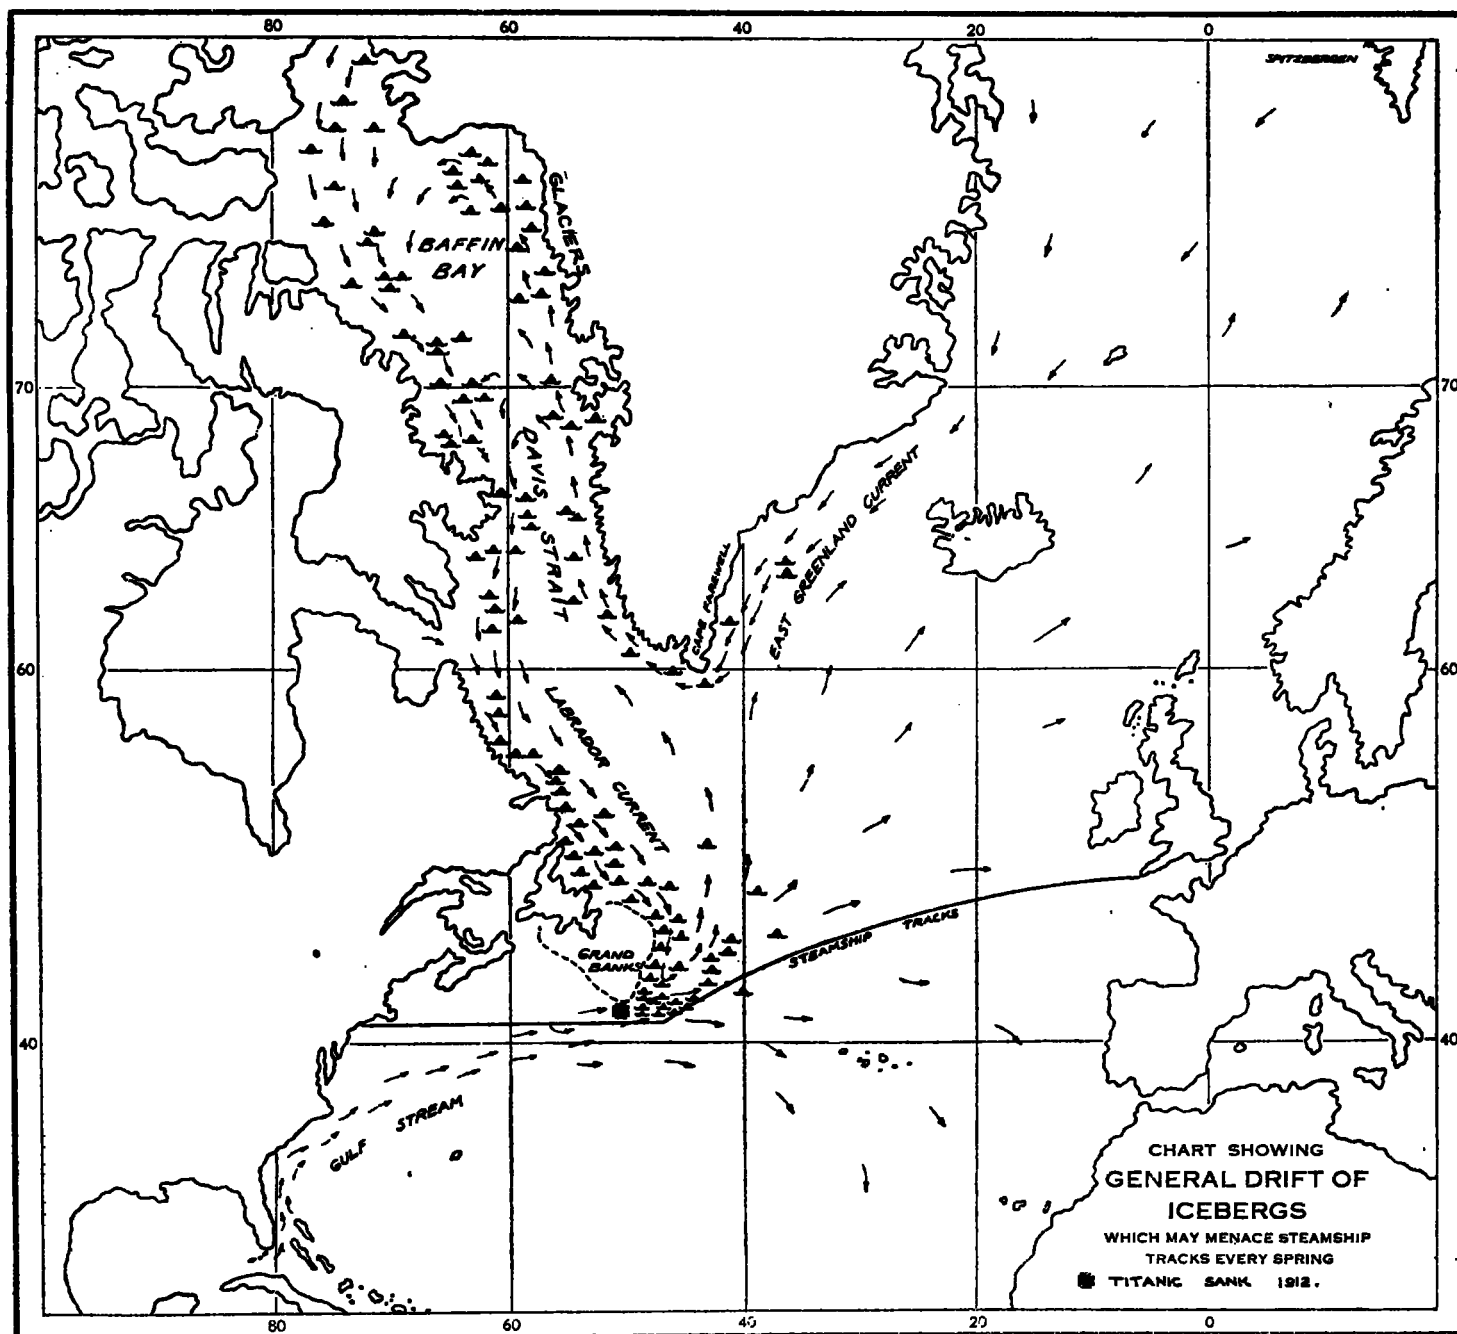 80 60 40 20 0
SPITZBERGEN
GLACIERS
BAFFIN
BAY
70 70
DAVIS STRAIT
EAST GREENLAND CURRENT
CAPE FAREWELL
60 60
LABRADOR CURRENT
STEAMSHIP TRACKS
GRAND
BANKS
40 40
GULF STREAM
CHART SHOWING
GENERAL DRIFT OF
ICEBERGS
WHICH MAY MENACE STEAMSHIP
TRACKS EVERY SPRING
TITANIC SANK 1912.
80 60 40 20 0